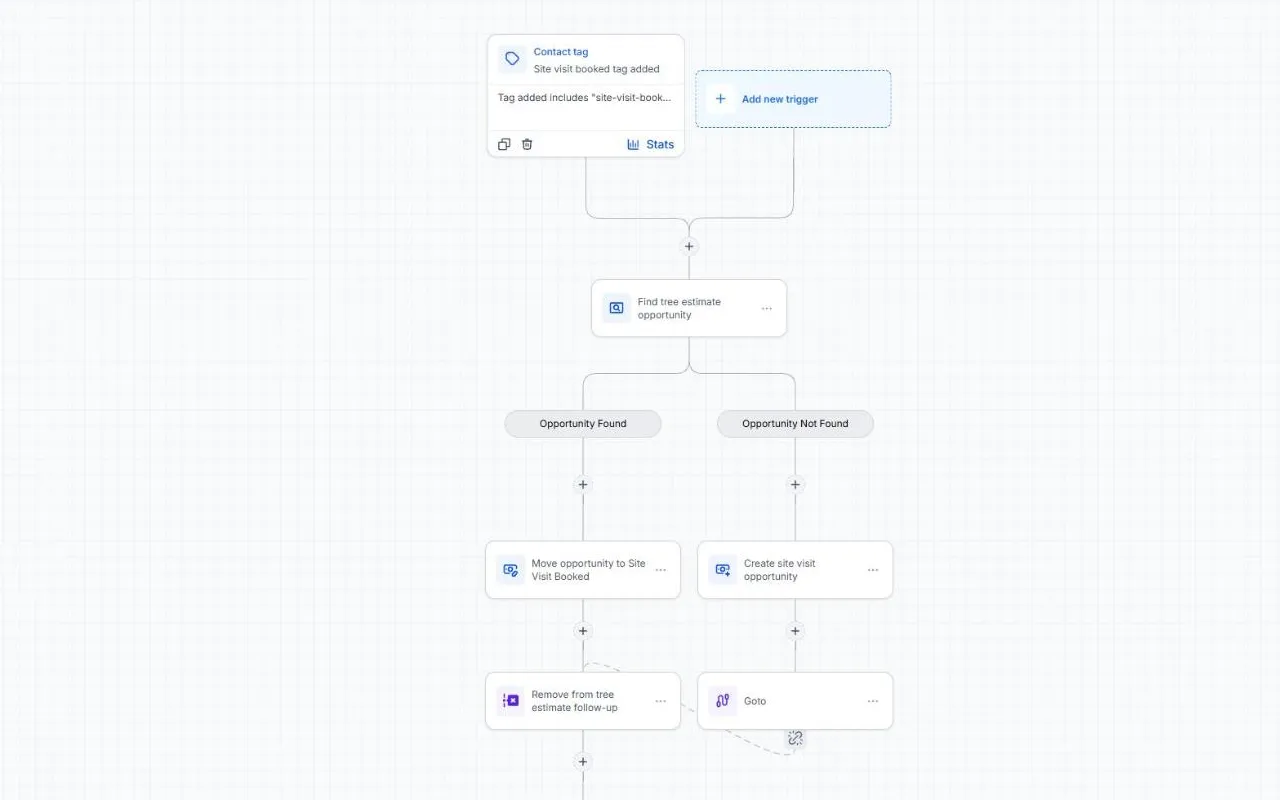 Contact tag
Site visit booked tag added
Tag added includes "site-visit-book...
Stats
Add new trigger
Find tree estimate
opportunity
Opportunity Found
Opportunity Not Found
Move opportunity to Site
Visit Booked
Create site visit
opportunity
Remove from tree
estimate follow-up
Goto